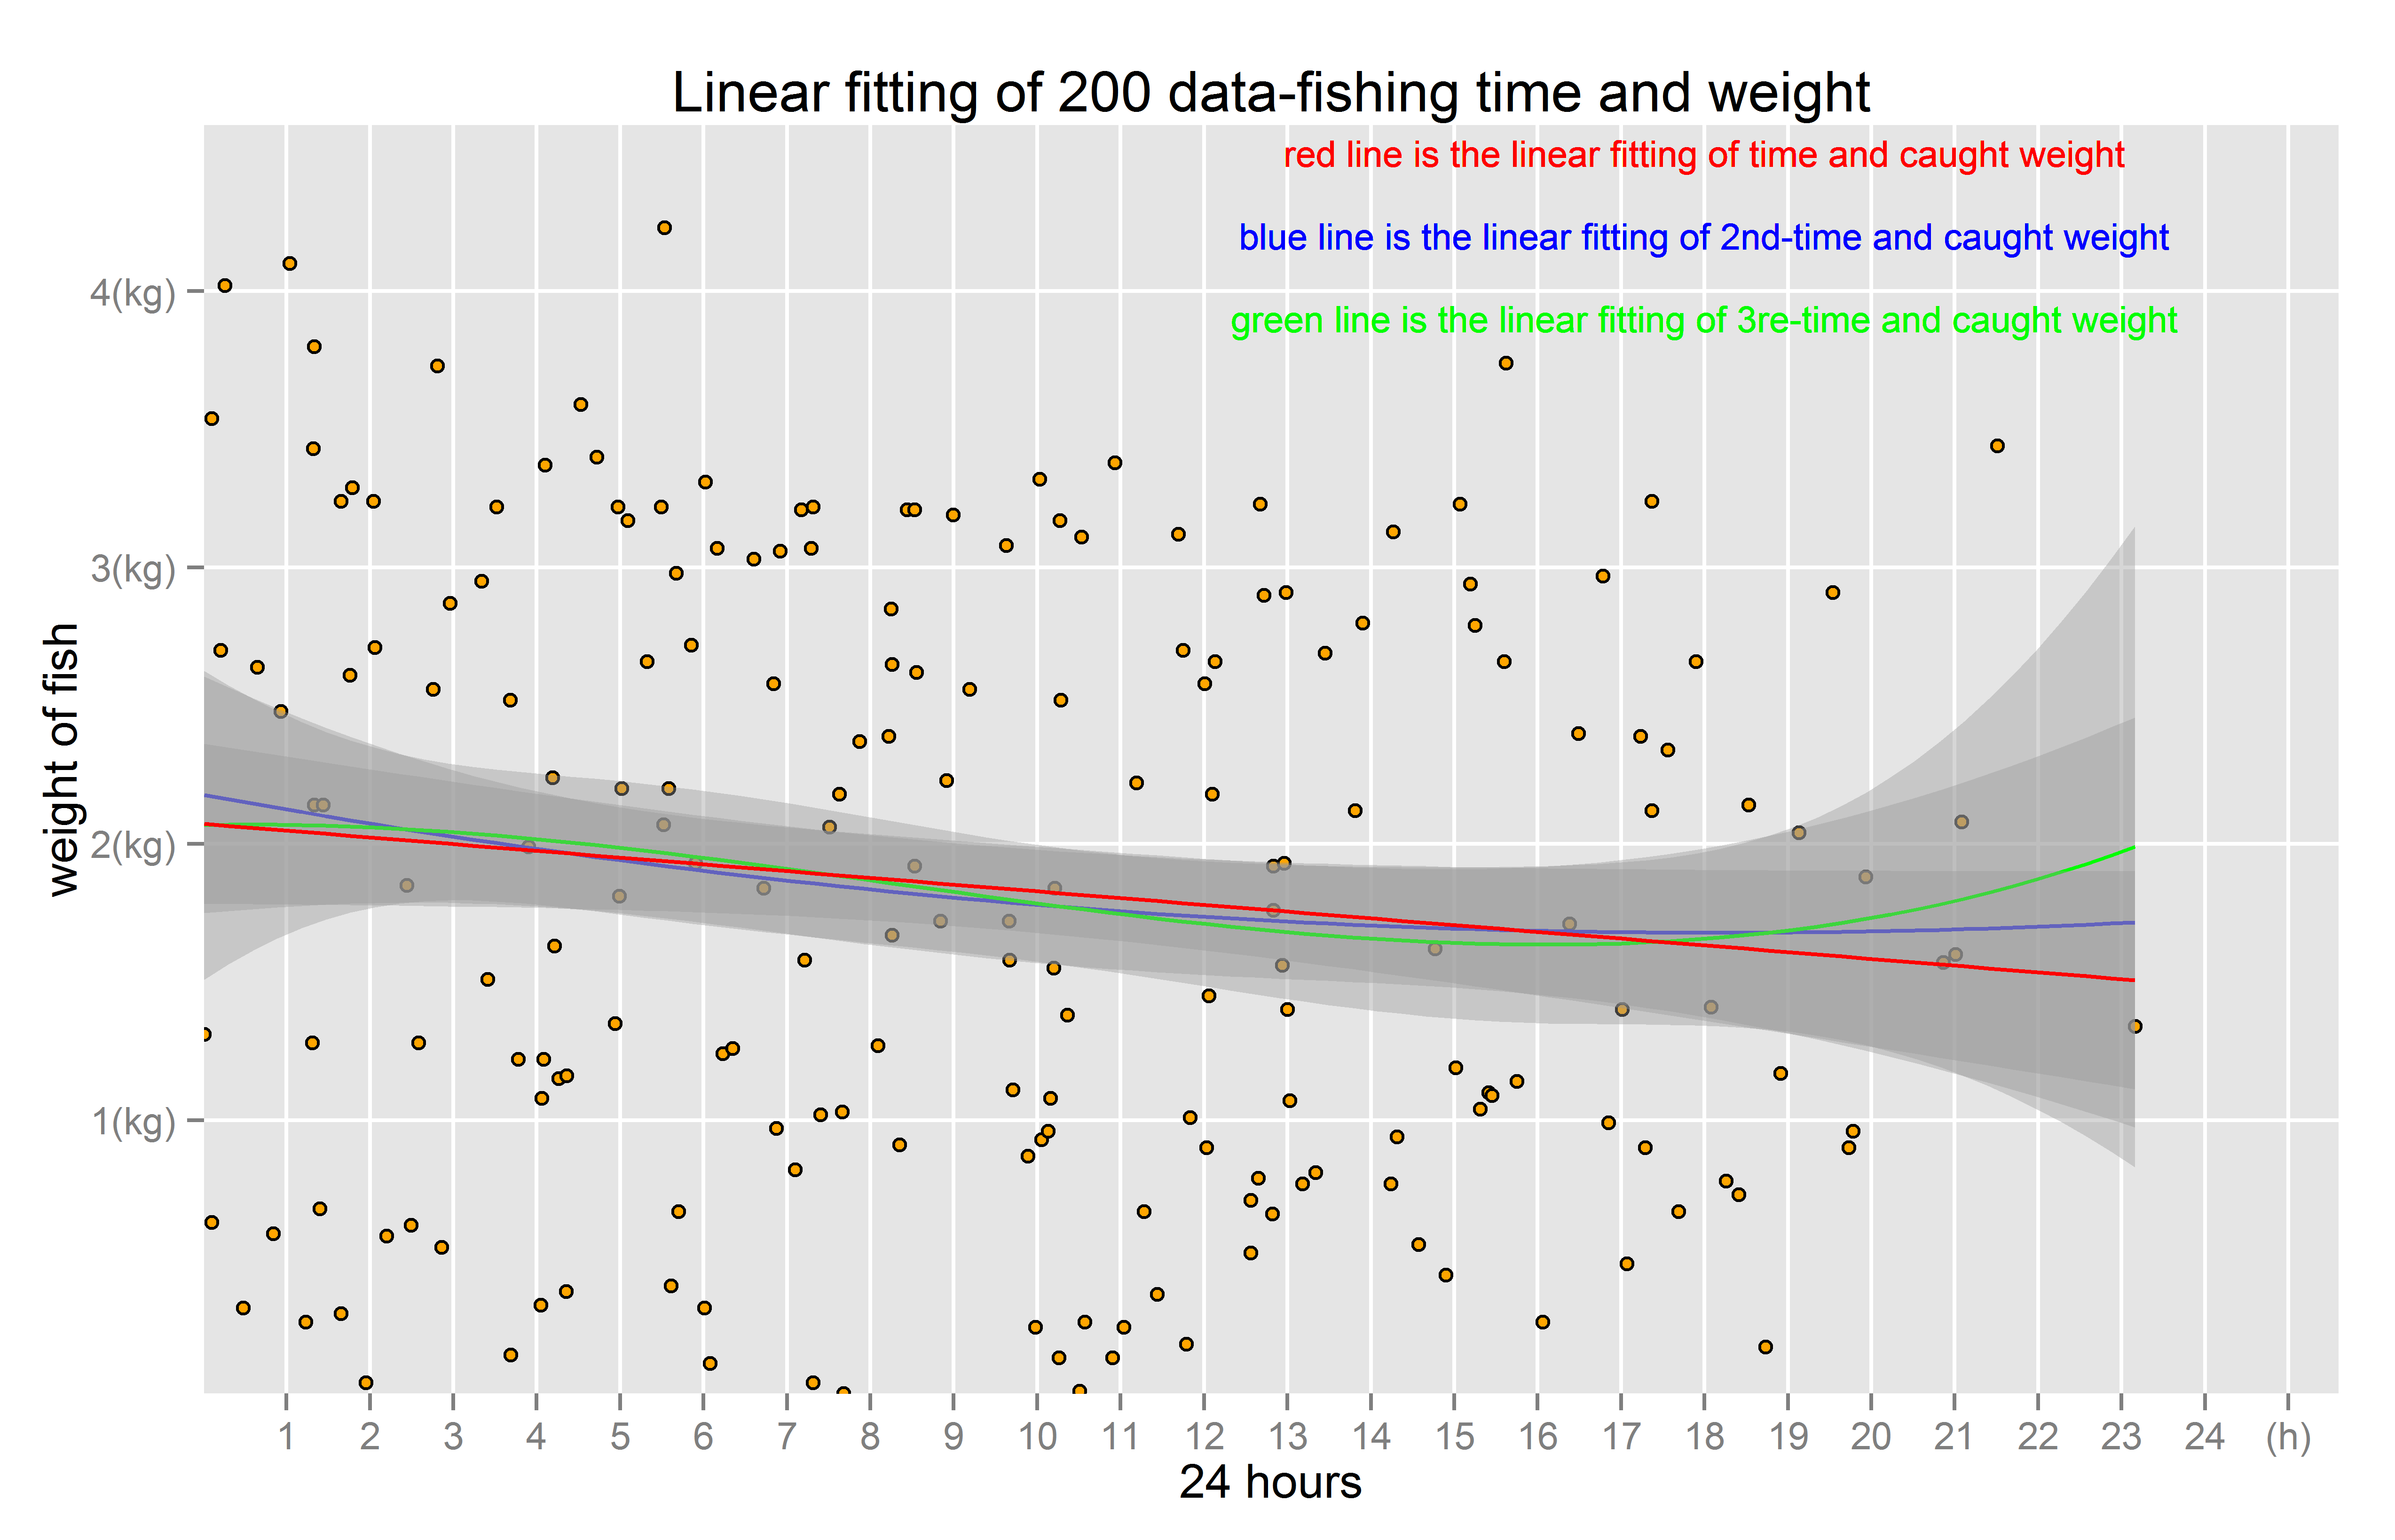 Linear fitting of 200 data-fishing time and weight
red line is the linear fitting of time and caught weight
blue line is the linear fitting of 2nd-time and caught weight
green line is the linear fitting of 3re-time and caught weight
weight of fish
4(kg)
3(kg)
2(kg)
1(kg)
1 2 3 4 5 6 7 8 9 10 11 12 13 14 15 16 17 18 19 20 21 22 23 24 (h)
24 hours